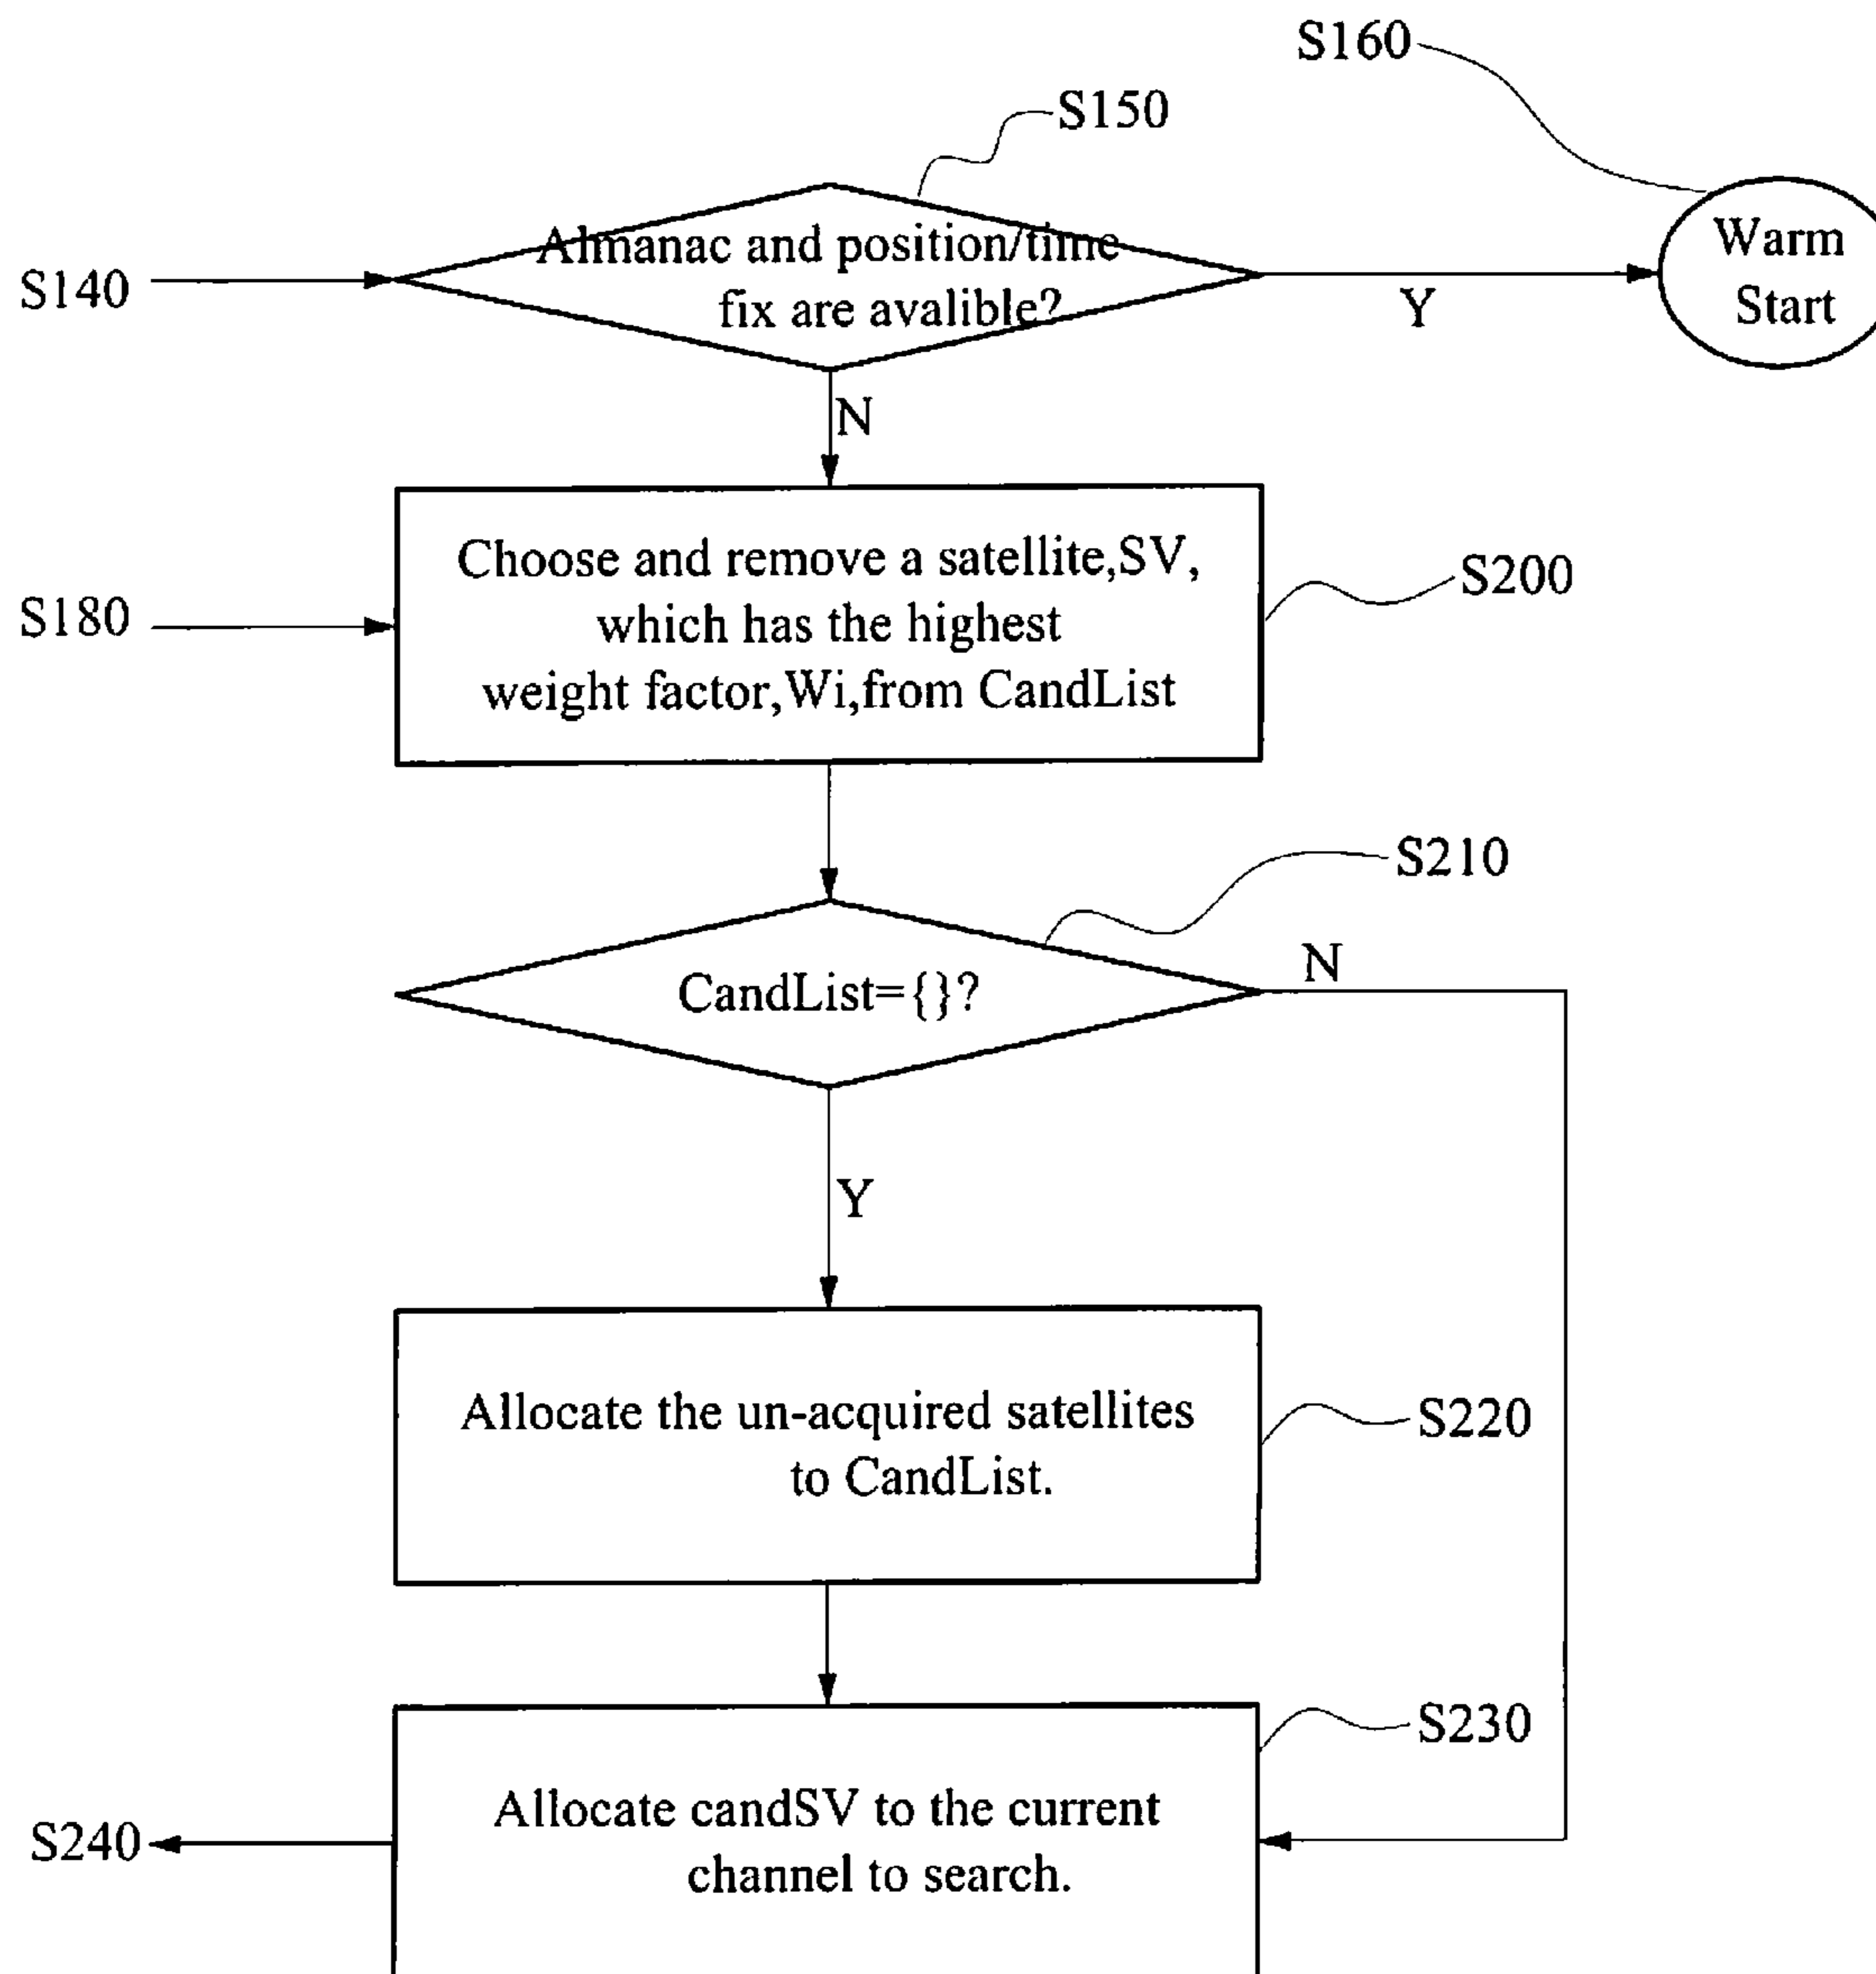 S160
S150
Almanac and position/time
fix are avalible?
Warm
Start
S140
Y
N
Choose and remove a satellite,SV,
which has the highest
weight factor,Wi,from CandList
S200
S180
S210
N
CandList={}?
Y
Allocate the un-acquired satellites
to CandList.
S220
S230
Allocate candSV to the current
channel to search.
S240